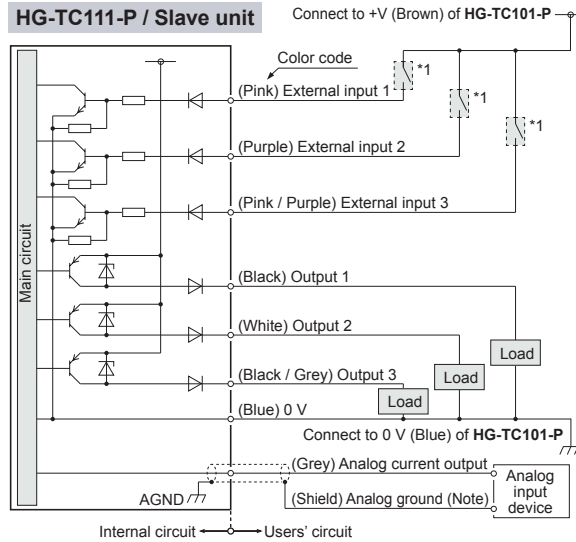 HG-TC111-P / Slave unit
Connect to +V (Brown) of HG-TC101-P
Color code
*1
*1
*1
(Pink) External input 1
(Purple) External input 2
(Pink / Purple) External input 3
Main circuit
(Black) Output 1
(White) Output 2
(Black / Grey) Output 3
Load
Load
Load
(Blue) 0 V
Connect to 0 V (Blue) of HG-TC101-P
(Grey) Analog current output
AGND
(Shield) Analog ground (Note)
Analog
input
device
Internal circuit
Users' circuit